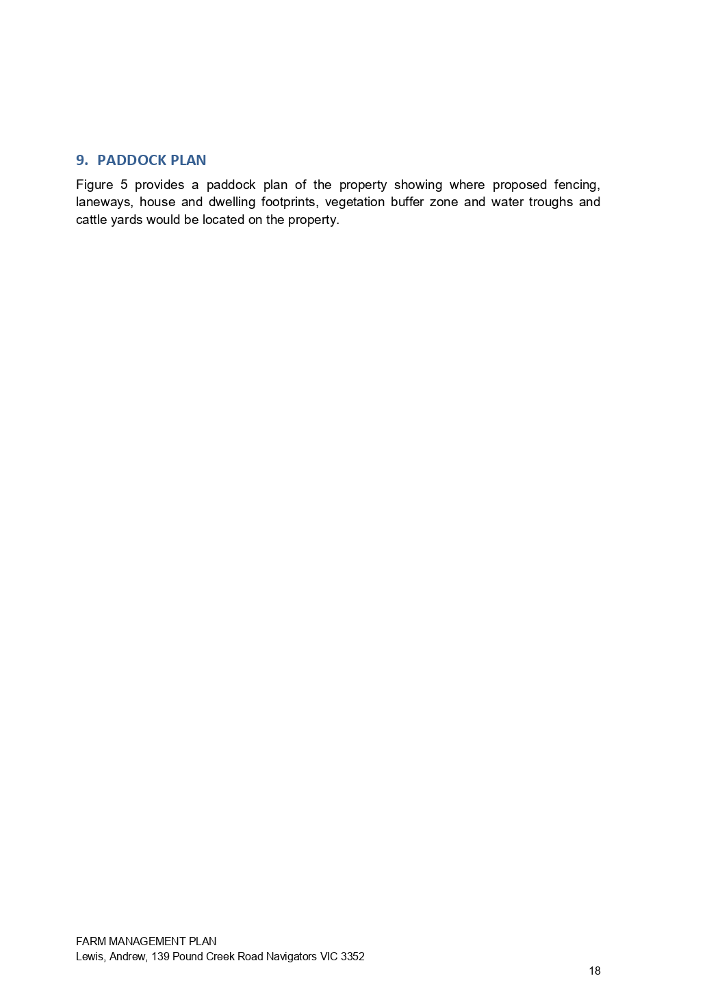 9. PADDOCK PLAN
Figure 5 provides a paddock plan of the property showing where proposed fencing,
laneways, house and dwelling footprints, vegetation buffer zone and water troughs and
cattle yards would be located on the property.
FARM MANAGEMENT PLAN
Lewis, Andrew, 139 Pound Creek Road Navigators VIC 3352
18